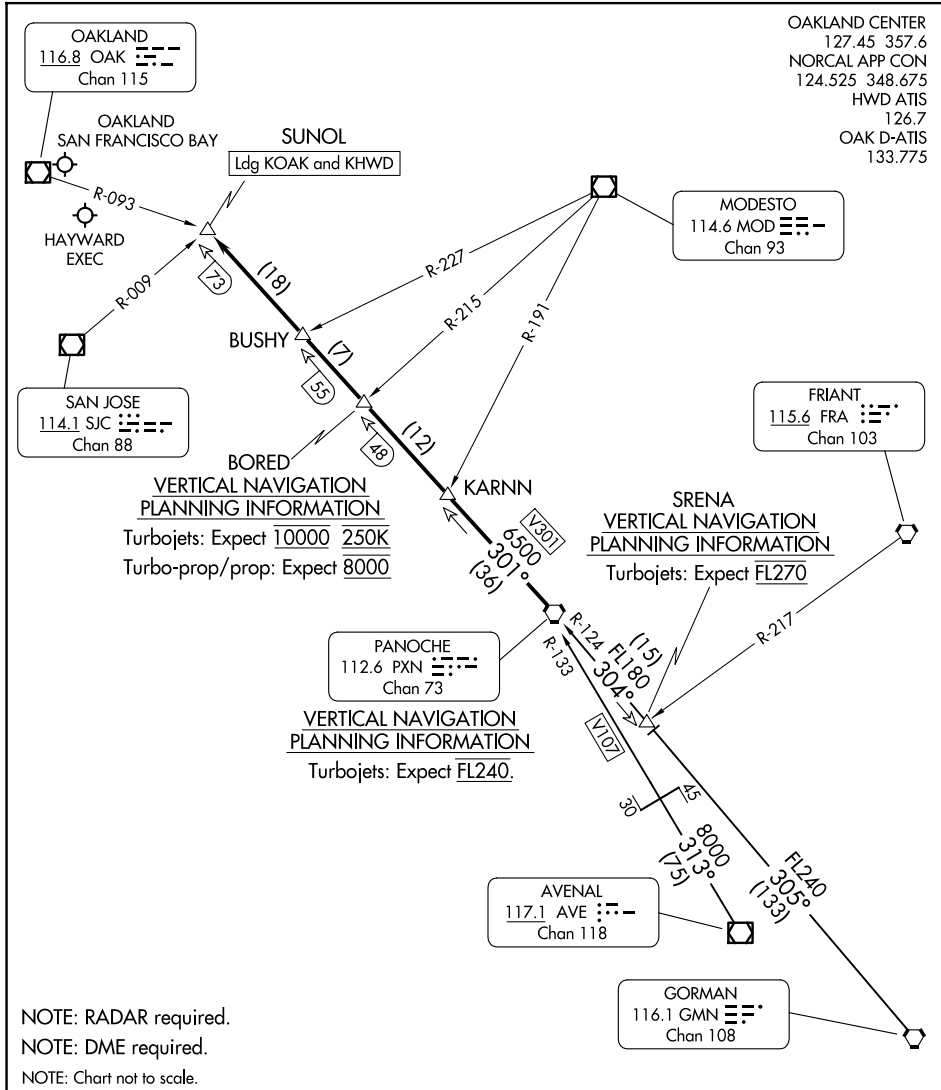 OAKLAND
116.8 OAK
Chan 115
OAKLAND CENTER
127.45 357.6
NORCAL APP CON
124.525 348.675
HWD ATIS
126.7
OAK D-ATIS
133.775
OAKLAND
SAN FRANCISCO BAY
SUNOL
Ldg KOAK and KHWD
R-093
HAYWARD
EXEC
R-009
73
(18)
MODESTO
114.6 MOD
Chan 93
R-227
R-215
R-191
BUSHY
(7)
55
SAN JOSE
114.1 SJC
Chan 88
FRIANT
115.6 FRA
Chan 103
48
(12)
BORED
VERTICAL NAVIGATION
PLANNING INFORMATION
Turbojets: Expect 10000 250K
Turbo-prop/prop: Expect 8000
KARNN
V301
6500
301°
(36)
SRENA
VERTICAL NAVIGATION
PLANNING INFORMATION
Turbojets: Expect FL270
R-217
PANOCHE
112.6 PXN
Chan 73
R-124
R-133
(15)
FL180
304°
V107
VERTICAL NAVIGATION
PLANNING INFORMATION
Turbojets: Expect FL240.
30
45
8000
313°
(75)
FL240
305°
(133)
AVENAL
117.1 AVE
Chan 118
GORMAN
116.1 GMN
Chan 108
NOTE: RADAR required.
NOTE: DME required.
NOTE: Chart not to scale.